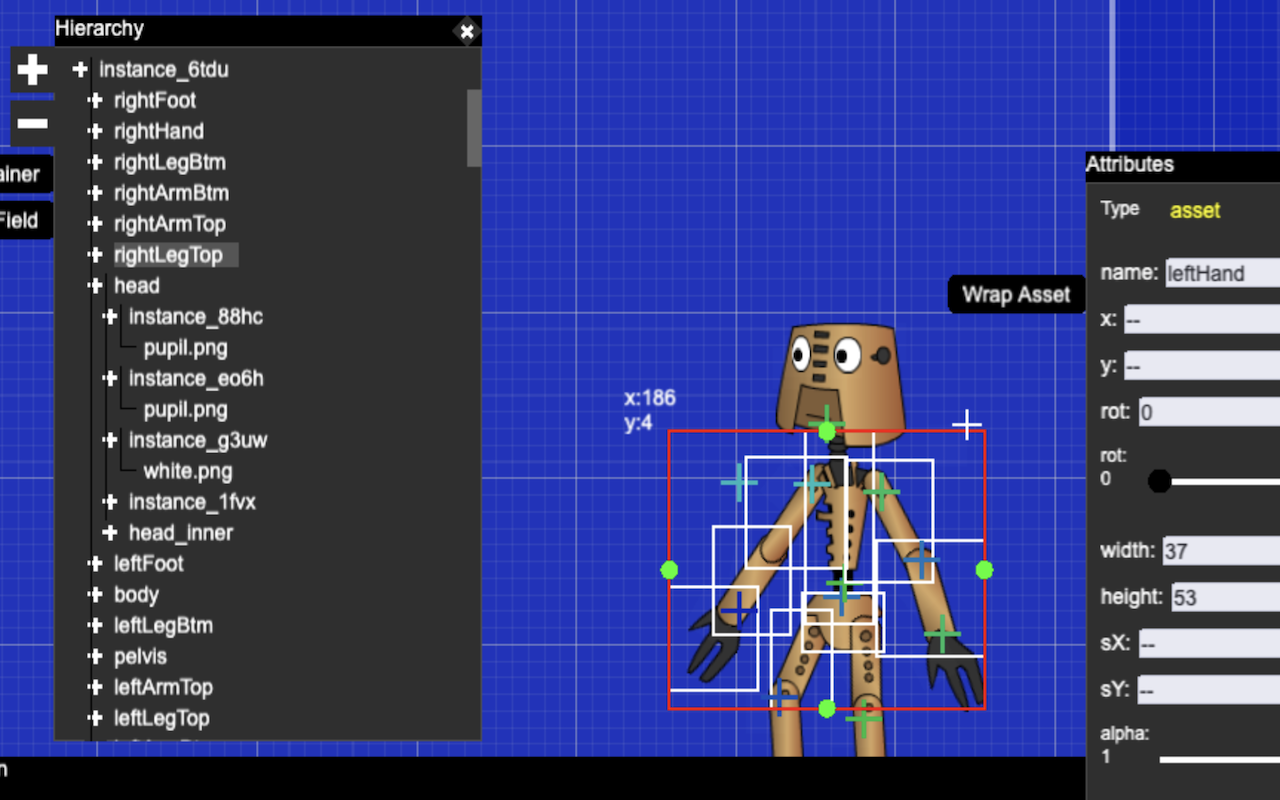 Hierarchy
instance_6tdu
rightFoot
rightHand
rightLegBtm
rightArmBtm
rightArmTop
rightLegTop
head
instance_88hc
pupil.png
instance_eo6h
pupil.png
instance_g3uw
white.png
instance_1fvx
head_inner
leftFoot
body
leftLegBtm
pelvis
leftArmTop
leftLegTop
ainer
Field
n
x:186
y:4
Wrap Asset
Attributes
Type asset
name: leftHand
x: --
y: --
rot: 0
rot:
0
width: 37
height: 53
sX: --
sY: --
alpha:
1